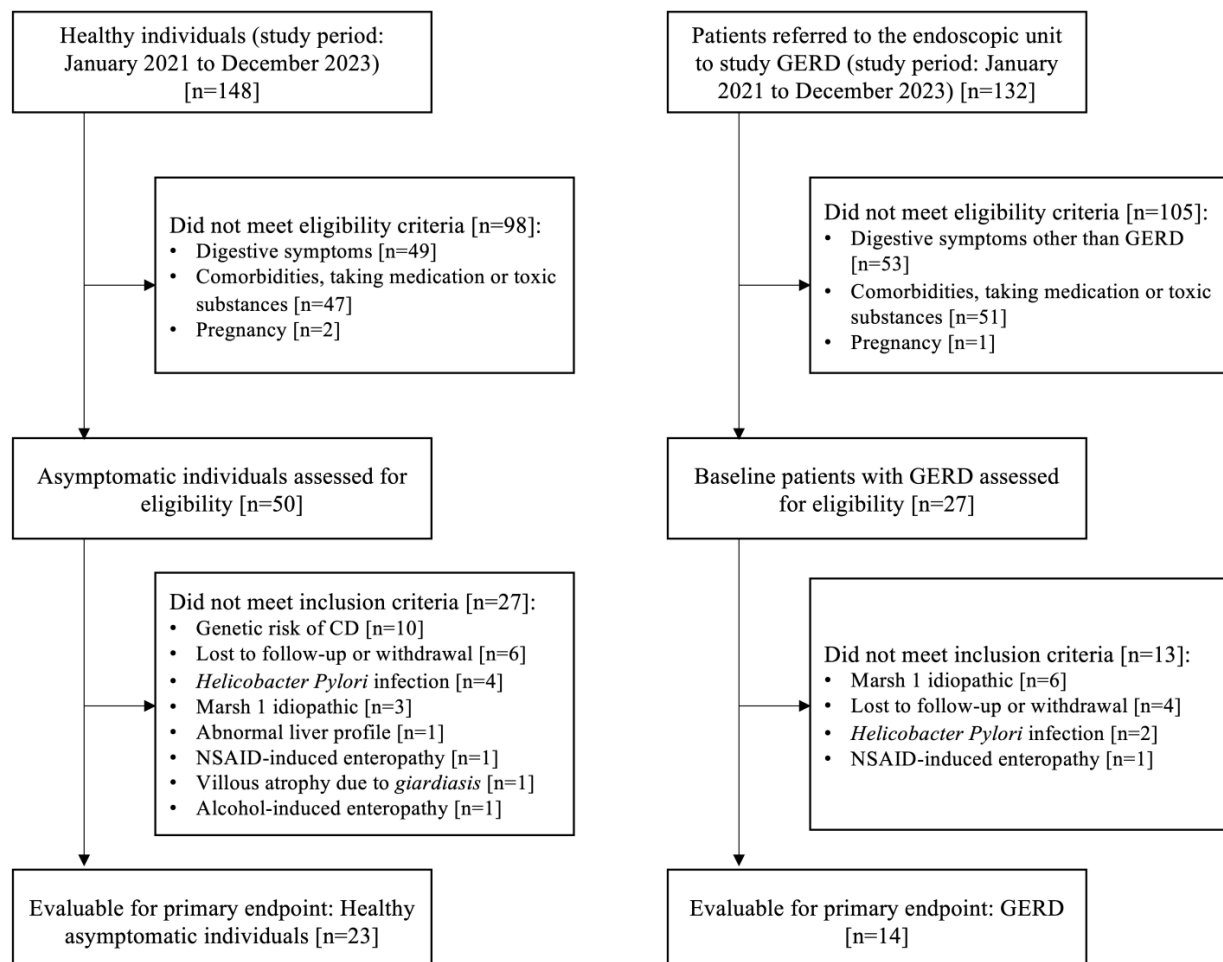 Healthy individuals (study period:
January 2021 to December 2023)
[n=148]
Did not meet eligibility criteria [n=98]:
• Digestive symptoms [n=49]
• Comorbidities, taking medication or toxic
substances [n=47]
• Pregnancy [n=2]
Asymptomatic individuals assessed for
eligibility [n=50]
Did not meet inclusion criteria [n=27]:
• Genetic risk of CD [n=10]
• Lost to follow-up or withdrawal [n=6]
• Helicobacter Pylori infection [n=4]
• Marsh 1 idiopathic [n=3]
• Abnormal liver profile [n=1]
• NSAID-induced enteropathy [n=1]
• Villous atrophy due to giardiasis [n=1]
• Alcohol-induced enteropathy [n=1]
Evaluable for primary endpoint: Healthy
asymptomatic individuals [n=23]
Patients referred to the endoscopic unit
to study GERD (study period: January
2021 to December 2023) [n=132]
Did not meet eligibility criteria [n=105]:
• Digestive symptoms other than GERD
[n=53]
• Comorbidities, taking medication or toxic
substances [n=51]
• Pregnancy [n=1]
Baseline patients with GERD assessed
for eligibility [n=27]
Did not meet inclusion criteria [n=13]:
• Marsh 1 idiopathic [n=6]
• Lost to follow-up or withdrawal [n=4]
• Helicobacter Pylori infection [n=2]
• NSAID-induced enteropathy [n=1]
Evaluable for primary endpoint: GERD
[n=14]